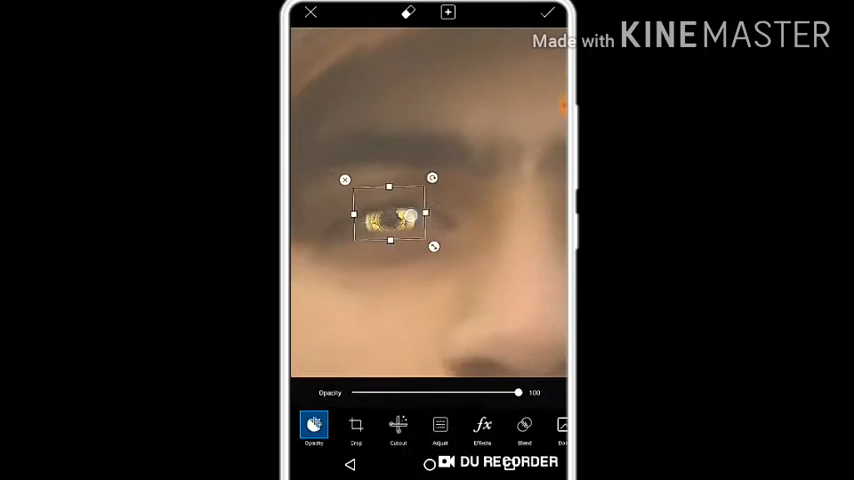 Made with KINEMASTER
Opacity 100
Opacity Crop Cutout Adjust Effects Blend
DU RECORDER